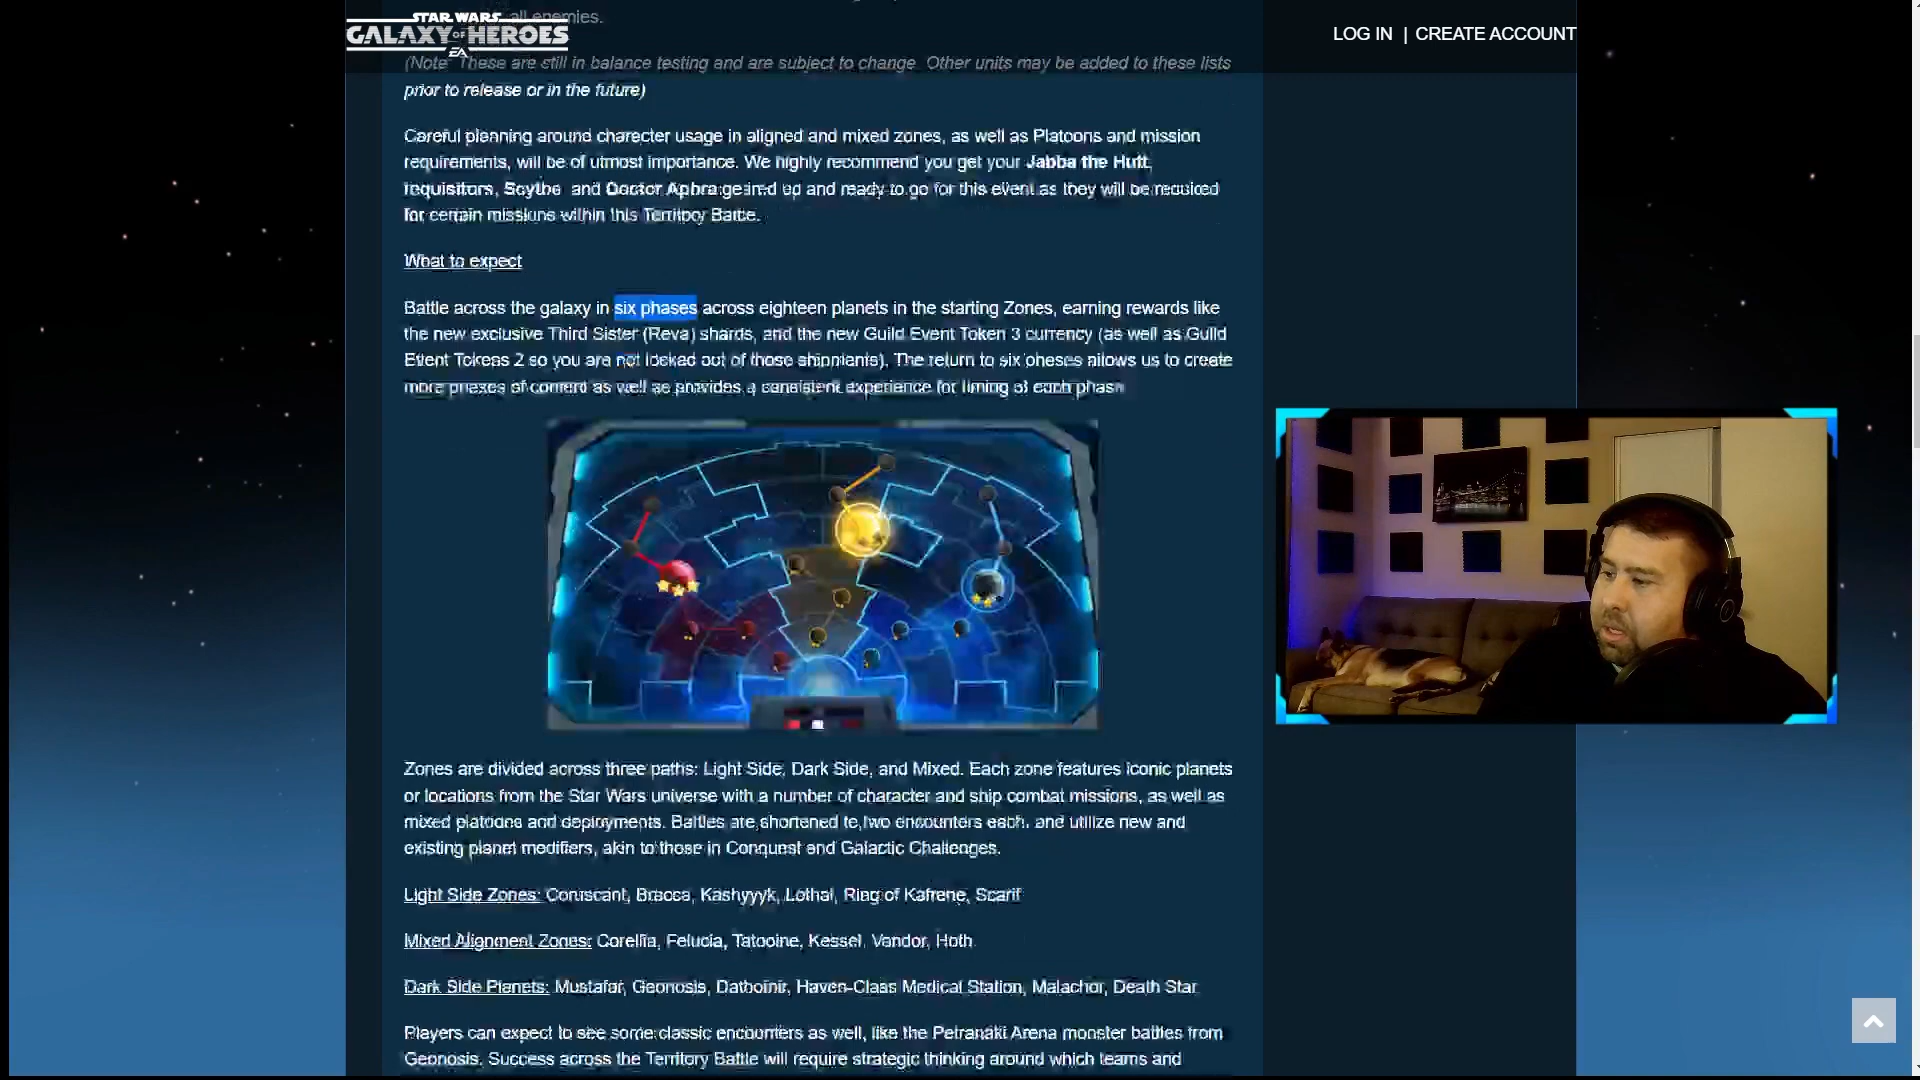 all enemies.
STAR WARS
GALAXY OF HEROES
EA
LOG IN | CREATE ACCOUNT
(Note These are still in balance testing and are subject to change. Other units may be added to these lists
prior to release or in the future)
Careful planning around character usage in aligned and mixed zones, as well as Platoons and mission
requirements, will be of utmost importance. We highly recommend you get your Jabba the Hutt,
Inquisitors, Scythe and Doctor Aphra geared up and ready to go for this event as they will be required
for certain missions within this Territory Battle.
What to expect
Battle across the galaxy in six phases across eighteen planets in the starting Zones, earning rewards like
the new exclusive Third Sister (Reva) shards, and the new Guild Event Token 3 currency (as well as Guild
Event Tokens 2 so you are not locked out of those shipments). The return to six phases allows us to create
more phases of content as well as provides a consistent experience for timing of each phase
Zones are divided across three paths: Light Side, Dark Side, and Mixed. Each zone features iconic planets
or locations from the Star Wars universe with a number of character and ship combat missions, as well as
mixed platoons and deployments. Battles are shortened to two encounters each, and utilize new and
existing planet modifiers, akin to those in Conquest and Galactic Challenges.
Light Side Zones: Coruscant, Bracca, Kashyyyk, Lothal, Ring of Kafrene, Scarif
Mixed Alignment Zones: Corellia, Felucia, Tatooine, Kessel, Vandor, Hoth
Dark Side Planets: Mustafar, Geonosis, Dathomir, Haven-Class Medical Station, Malachor, Death Star
Players can expect to see some classic encounters as well, like the Petranaki Arena monster battles from
Geonosis. Success across the Territory Battle will require strategic thinking around which teams and